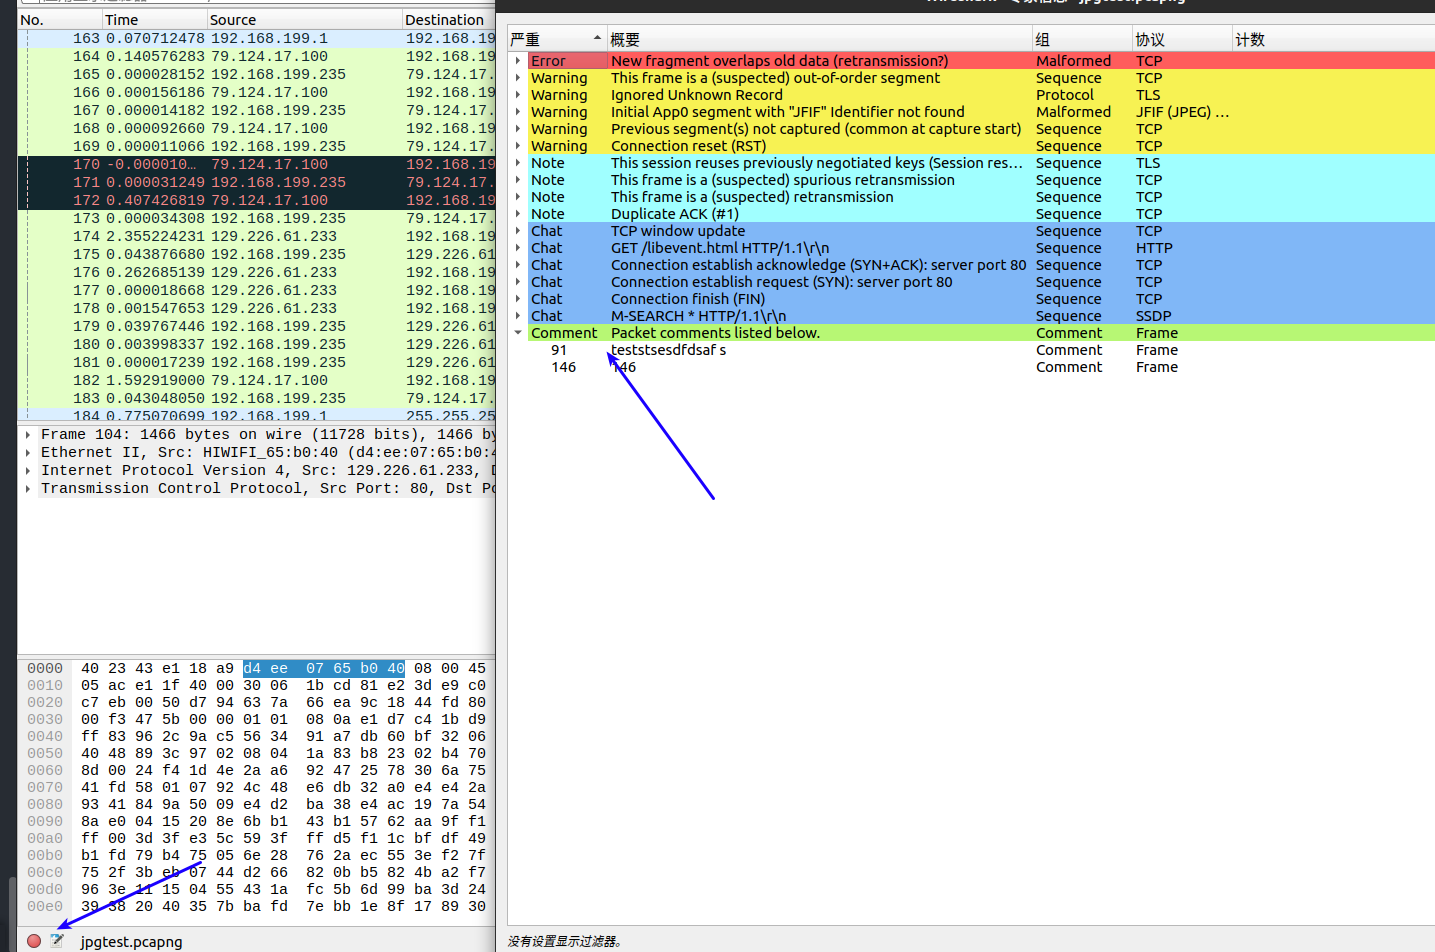 No. Time Source Destination
163 0.070712478 192.168.199.1 192.168.19
164 0.140576283 79.124.17.100 192.168.19
165 0.000028152 192.168.199.235 79.124.17.
166 0.000156186 79.124.17.100 192.168.19
167 0.000014182 192.168.199.235 79.124.17.
168 0.000092660 79.124.17.100 192.168.19
169 0.000011066 192.168.199.235 79.124.17.
170 -0.000010… 79.124.17.100 192.168.19
171 0.000031249 192.168.199.235 79.124.17.
172 0.407426819 79.124.17.100 192.168.19
173 0.000034308 192.168.199.235 79.124.17.
174 2.355224231 129.226.61.233 192.168.19
175 0.043876680 192.168.199.235 129.226.61
176 0.262685139 129.226.61.233 192.168.19
177 0.000018668 129.226.61.233 192.168.19
178 0.001547653 129.226.61.233 192.168.19
179 0.039767446 192.168.199.235 129.226.61
180 0.003998337 192.168.199.235 129.226.61
181 0.000017239 192.168.199.235 129.226.61
182 1.592919000 79.124.17.100 192.168.19
183 0.043048050 192.168.199.235 79.124.17.
184 0.775070699 192.168.199.1 255.255.25
Frame 104: 1466 bytes on wire (11728 bits), 1466 by
Ethernet II, Src: HIWIFI_65:b0:40 (d4:ee:07:65:b0:4
Internet Protocol Version 4, Src: 129.226.61.233, D
Transmission Control Protocol, Src Port: 80, Dst Po
0000 40 23 43 e1 18 a9 d4 ee 07 65 b0 40 08 00 45
0010 05 ac e1 1f 40 00 30 06 1b cd 81 e2 3d e9 c0
0020 c7 eb 00 50 d7 94 63 7a 66 ea 9c 18 44 fd 80
0030 00 f3 47 5b 00 00 01 01 08 0a e1 d7 c4 1b d9
0040 ff 83 96 2c 9a c5 56 34 91 a7 db 60 bf 32 06
0050 40 48 89 3c 97 02 08 04 1a 83 b8 23 02 b4 70
0060 8d 00 24 f4 1d 4e 2a a6 92 47 25 78 30 6a 75
0070 41 fd 58 01 07 92 4c 48 e6 db 32 a0 e4 e4 2a
0080 93 41 84 9a 50 09 e4 d2 ba 38 e4 ac 19 7a 54
0090 8a e0 04 15 20 8e 6b b1 43 b1 57 62 aa 9f f1
00a0 ff 00 3d 3f e3 5c 59 3f ff d5 f1 1c bf df 49
00b0 b1 fd 79 b4 75 05 6e 28 76 2a ec 55 3e f2 7f
00c0 75 2f 3b eb 07 44 d2 66 82 0b b5 82 4b a2 f7
00d0 96 3e 11 15 04 55 43 1a fc 5b 6d 99 ba 3d 24
00e0 39 38 20 40 35 7b ba fd 7e bb 1e 8f 17 89 30
jpgtest.pcapng
严重 概要 组 协议 计数
Error New fragment overlaps old data (retransmission?) Malformed TCP
Warning This frame is a (suspected) out-of-order segment Sequence TCP
Warning Ignored Unknown Record Protocol TLS
Warning Initial App0 segment with "JFIF" Identifier not found Malformed JFIF (JPEG) …
Warning Previous segment(s) not captured (common at capture start) Sequence TCP
Warning Connection reset (RST) Sequence TCP
Note This session reuses previously negotiated keys (Session res… Sequence TLS
Note This frame is a (suspected) spurious retransmission Sequence TCP
Note This frame is a (suspected) retransmission Sequence TCP
Note Duplicate ACK (#1) Sequence TCP
Chat TCP window update Sequence TCP
Chat GET /libevent.html HTTP/1.1\r\n Sequence HTTP
Chat Connection establish acknowledge (SYN+ACK): server port 80 Sequence TCP
Chat Connection establish request (SYN): server port 80 Sequence TCP
Chat Connection finish (FIN) Sequence TCP
Chat M-SEARCH * HTTP/1.1\r\n Sequence SSDP
Comment Packet comments listed below. Comment Frame
91 teststsesdfdsaf s Comment Frame
146 146 Comment Frame
没有设置显示过滤器。